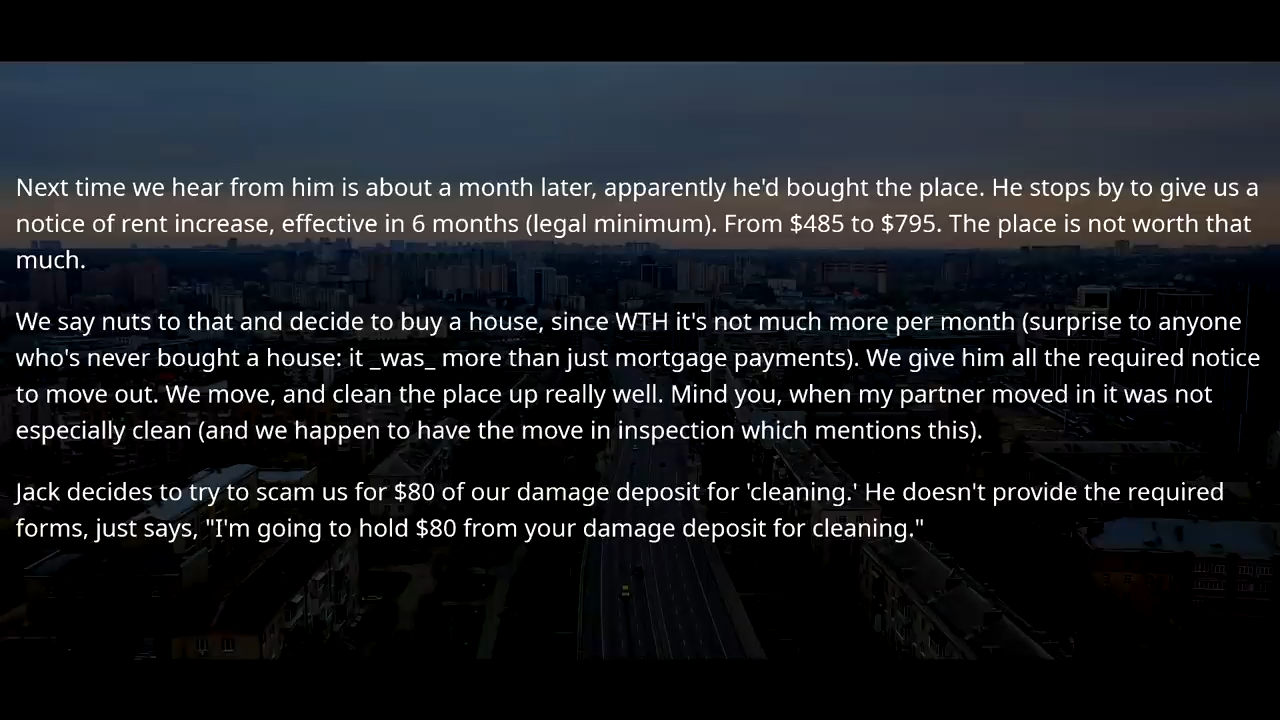 Next time we hear from him is about a month later, apparently he'd bought the place. He stops by to give us a
notice of rent increase, effective in 6 months (legal minimum). From $485 to $795. The place is not worth that
much.
We say nuts to that and decide to buy a house, since WTH it's not much more per month (surprise to anyone
who's never bought a house: it _was_ more than just mortgage payments). We give him all the required notice
to move out. We move, and clean the place up really well. Mind you, when my partner moved in it was not
especially clean (and we happen to have the move in inspection which mentions this).
Jack decides to try to scam us for $80 of our damage deposit for 'cleaning.' He doesn't provide the required
forms, just says, "I'm going to hold $80 from your damage deposit for cleaning."